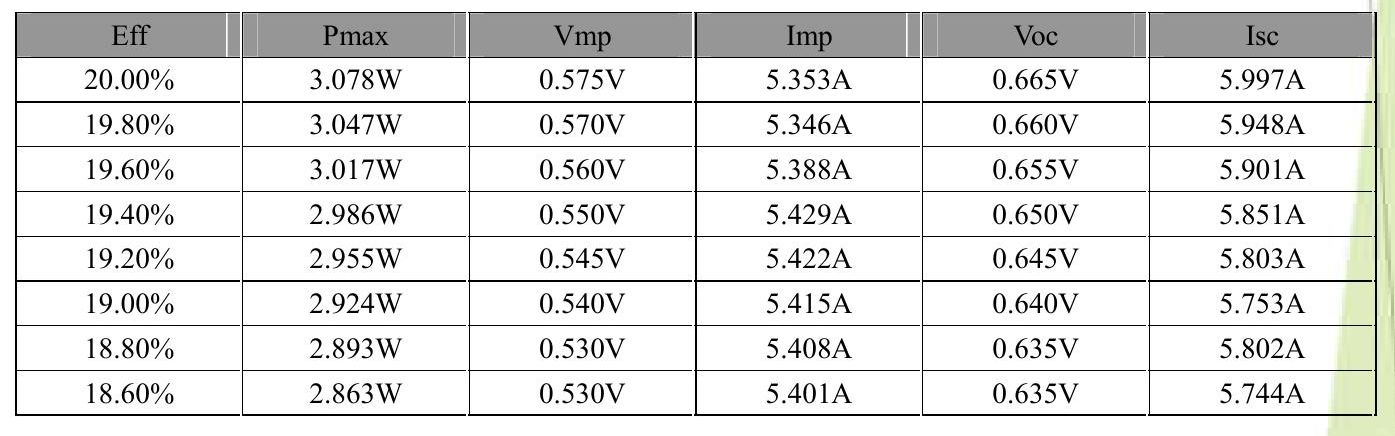 Eff Pmax Vmp Imp Voc Isc
20.00% 3.078W 0.575V 5.353A 0.665V 5.997A
19.80% 3.047W 0.570V 5.346A 0.660V 5.948A
19.60% 3.017W 0.560V 5.388A 0.655V 5.901A
19.40% 2.986W 0.550V 5.429A 0.650V 5.851A
19.20% 2.955W 0.545V 5.422A 0.645V 5.803A
19.00% 2.924W 0.540V 5.415A 0.640V 5.753A
18.80% 2.893W 0.530V 5.408A 0.635V 5.802A
18.60% 2.863W 0.530V 5.401A 0.635V 5.744A